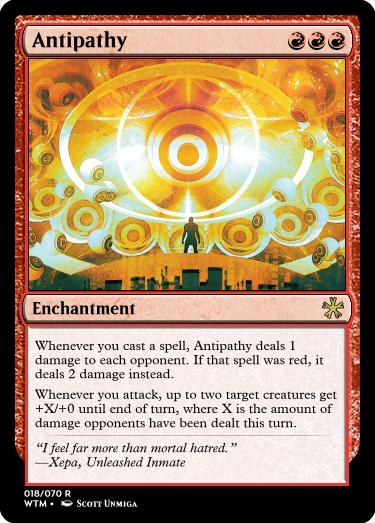 Antipathy
Enchantment
Whenever you cast a spell, Antipathy deals 1
damage to each opponent. If that spell was red, it
deals 2 damage instead.
Whenever you attack, up to two target creatures get
+X/+0 until end of turn, where X is the amount of
damage opponents have been dealt this turn.
“I feel far more than mortal hatred.”
—Xepa, Unleashed Inmate
018/070 R
WTM • Scott Unmiga